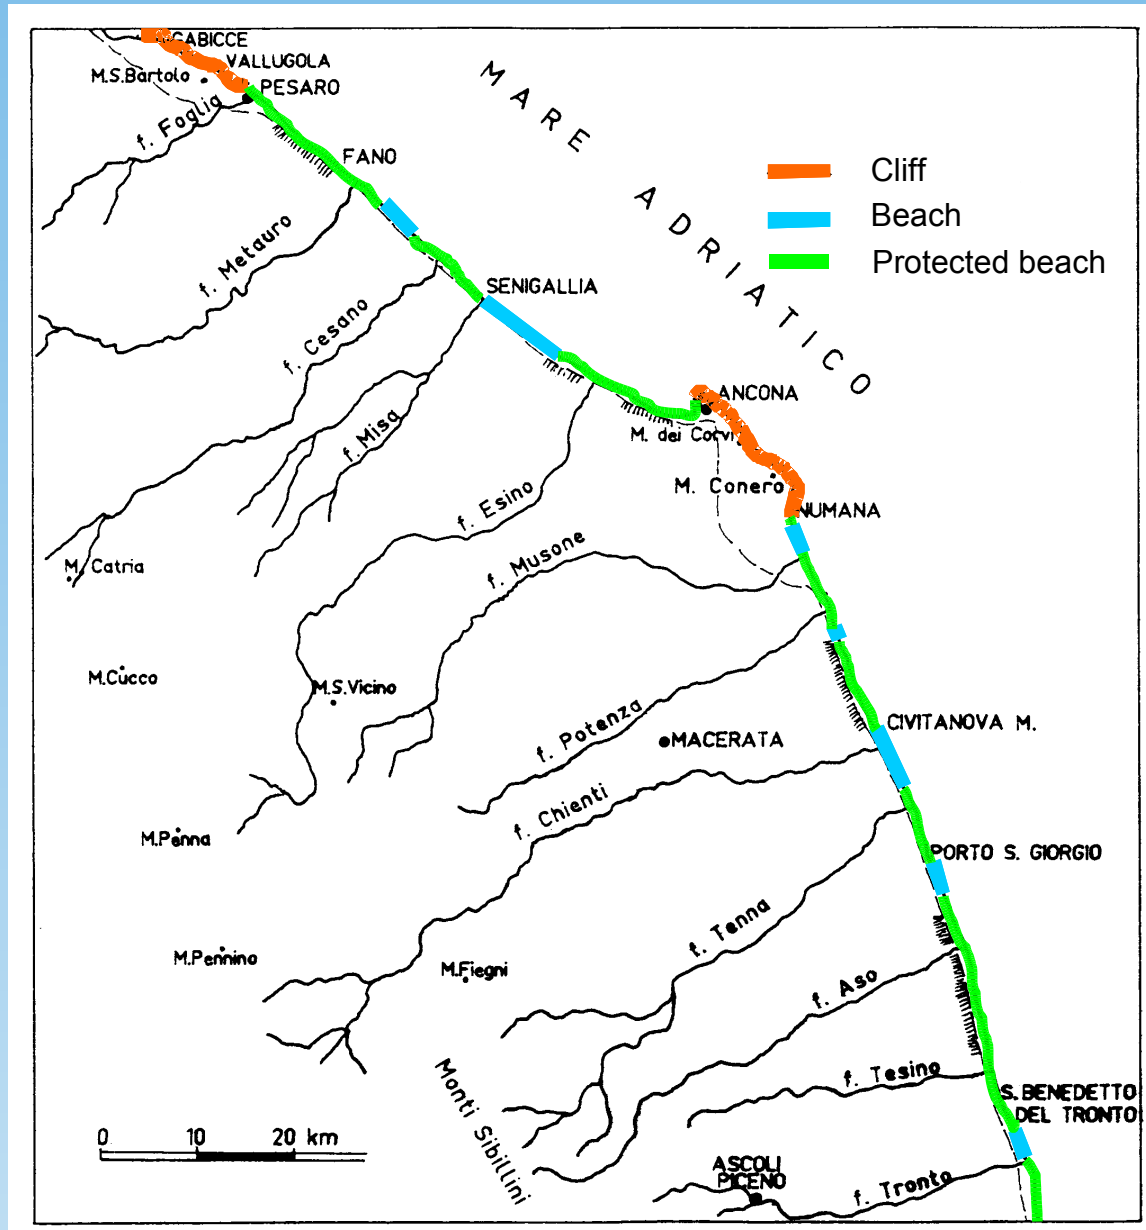 GABICCE
VALLUGOLA
M.S.Bartolo
PESARO
f. Foglia
FANO
MARE ADRIATICO
Cliff
Beach
Protected beach
f. Metauro
SENIGALLIA
f. Cesano
f. Misa
ANCONA
M. dei Corvi
M. Conero
NUMANA
f. Esino
f. Musone
M. Catria
M.Cucco
M.S.Vicino
f. Potenza
MACERATA
CIVITANOVA M.
f. Chienti
M.Penna
PORTO S. GIORGIO
f. Tenna
M.Pennino
M.Fiegni
f. Aso
Monti Sibillini
f. Tesino
S. BENEDETTO
DEL TRONTO
0 10 20 km
ASCOLI
PICENO
f. Tronto